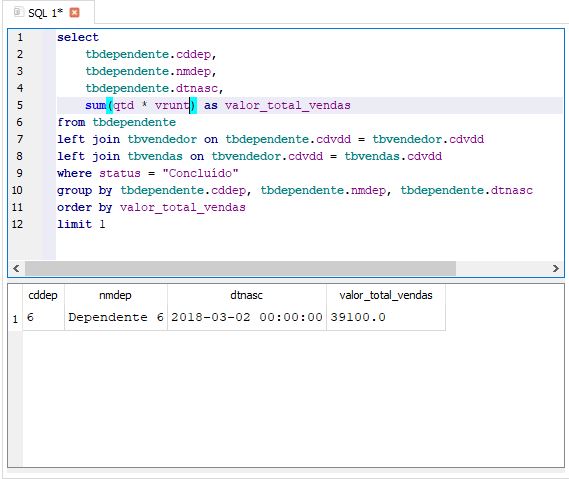 SQL 1*
1 select
2 tbdependente.cddep,
3 tbdependente.nmdep,
4 tbdependente.dtnasc,
5 sum(qtd * vrunt) as valor_total_vendas
6 from tbdependente
7 left join tbvendedor on tbdependente.cdvdd = tbvendedor.cdvdd
8 left join tbvendas on tbvendedor.cdvdd = tbvendas.cdvdd
9 where status = "Concluído"
10 group by tbdependente.cddep, tbdependente.nmdep, tbdependente.dtnasc
11 order by valor_total_vendas
12 limit 1
cddep nmdep dtnasc valor_total_vendas
1 6 Dependente 6 2018-03-02 00:00:00 39100.0